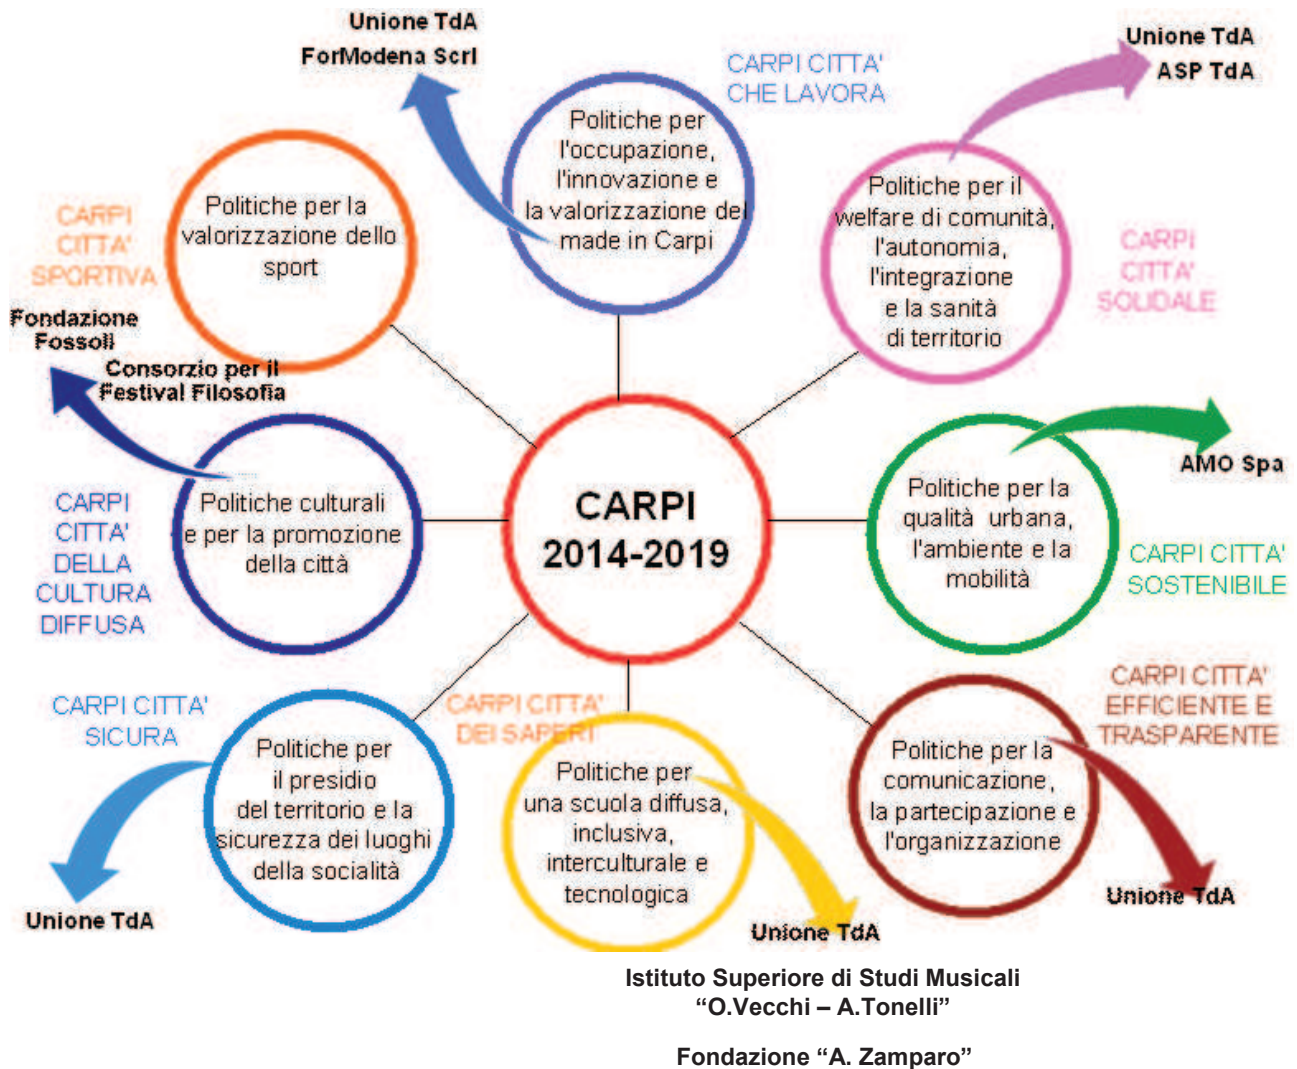 Unione TdA
ForModena Scrl
CARPI CITTA'
CHE LAVORA
Politiche per
l'occupazione,
l'innovazione e
la valorizzazione del
made in Carpi
Unione TdA
ASP TdA
Politiche per il
welfare di comunità,
l'autonomia,
l'integrazione
e la sanità
di territorio
CARPI
CITTA'
SOLIDALE
CARPI
CITTA'
SPORTIVA
Politiche per la
valorizzazione dello
sport
Fondazione
Fossoli
Consorzio per il
Festival Filosofia
Politiche culturali
e per la promozione
della città
CARPI
CITTA'
DELLA
CULTURA
DIFFUSA
CARPI
2014-2019
AMO Spa
Politiche per la
qualità urbana,
l'ambiente e la
mobilità
CARPI CITTA'
SOSTENIBILE
CARPI CITTA'
SICURA
Politiche per
il presidio
del territorio e la
sicurezza dei luoghi
della socialità
Unione TdA
CARPI CITTA'
DEI SAPERI
Politiche per
una scuola diffusa,
inclusiva,
interculturale e
tecnologica
Unione TdA
CARPI CITTA'
EFFICIENTE E
TRASPARENTE
Politiche per la
comunicazione,
la partecipazione e
l'organizzazione
Unione TdA
Istituto Superiore di Studi Musicali
“O.Vecchi – A.Tonelli”
Fondazione “A. Zamparo”